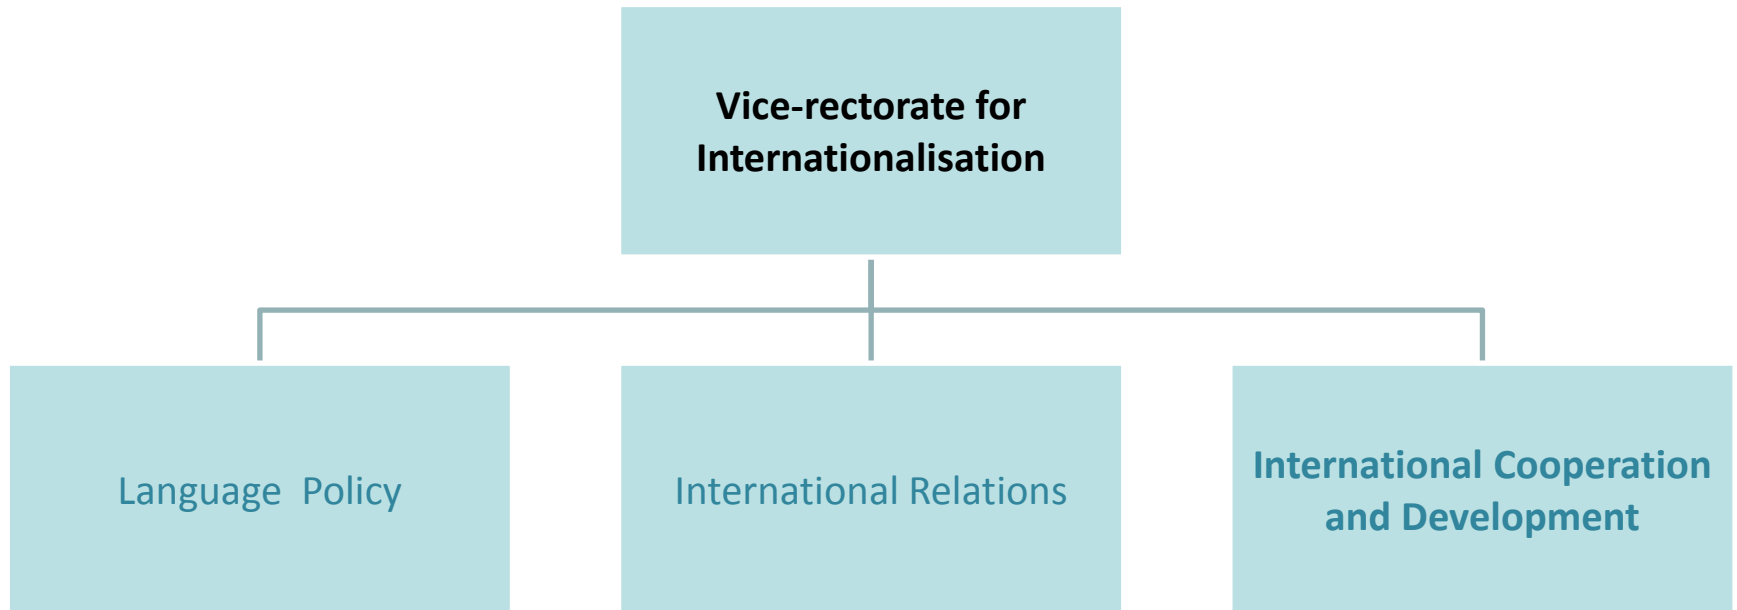 Vice-rectorate for
Internationalisation
Language  Policy
International Relations
International Cooperation
and Development